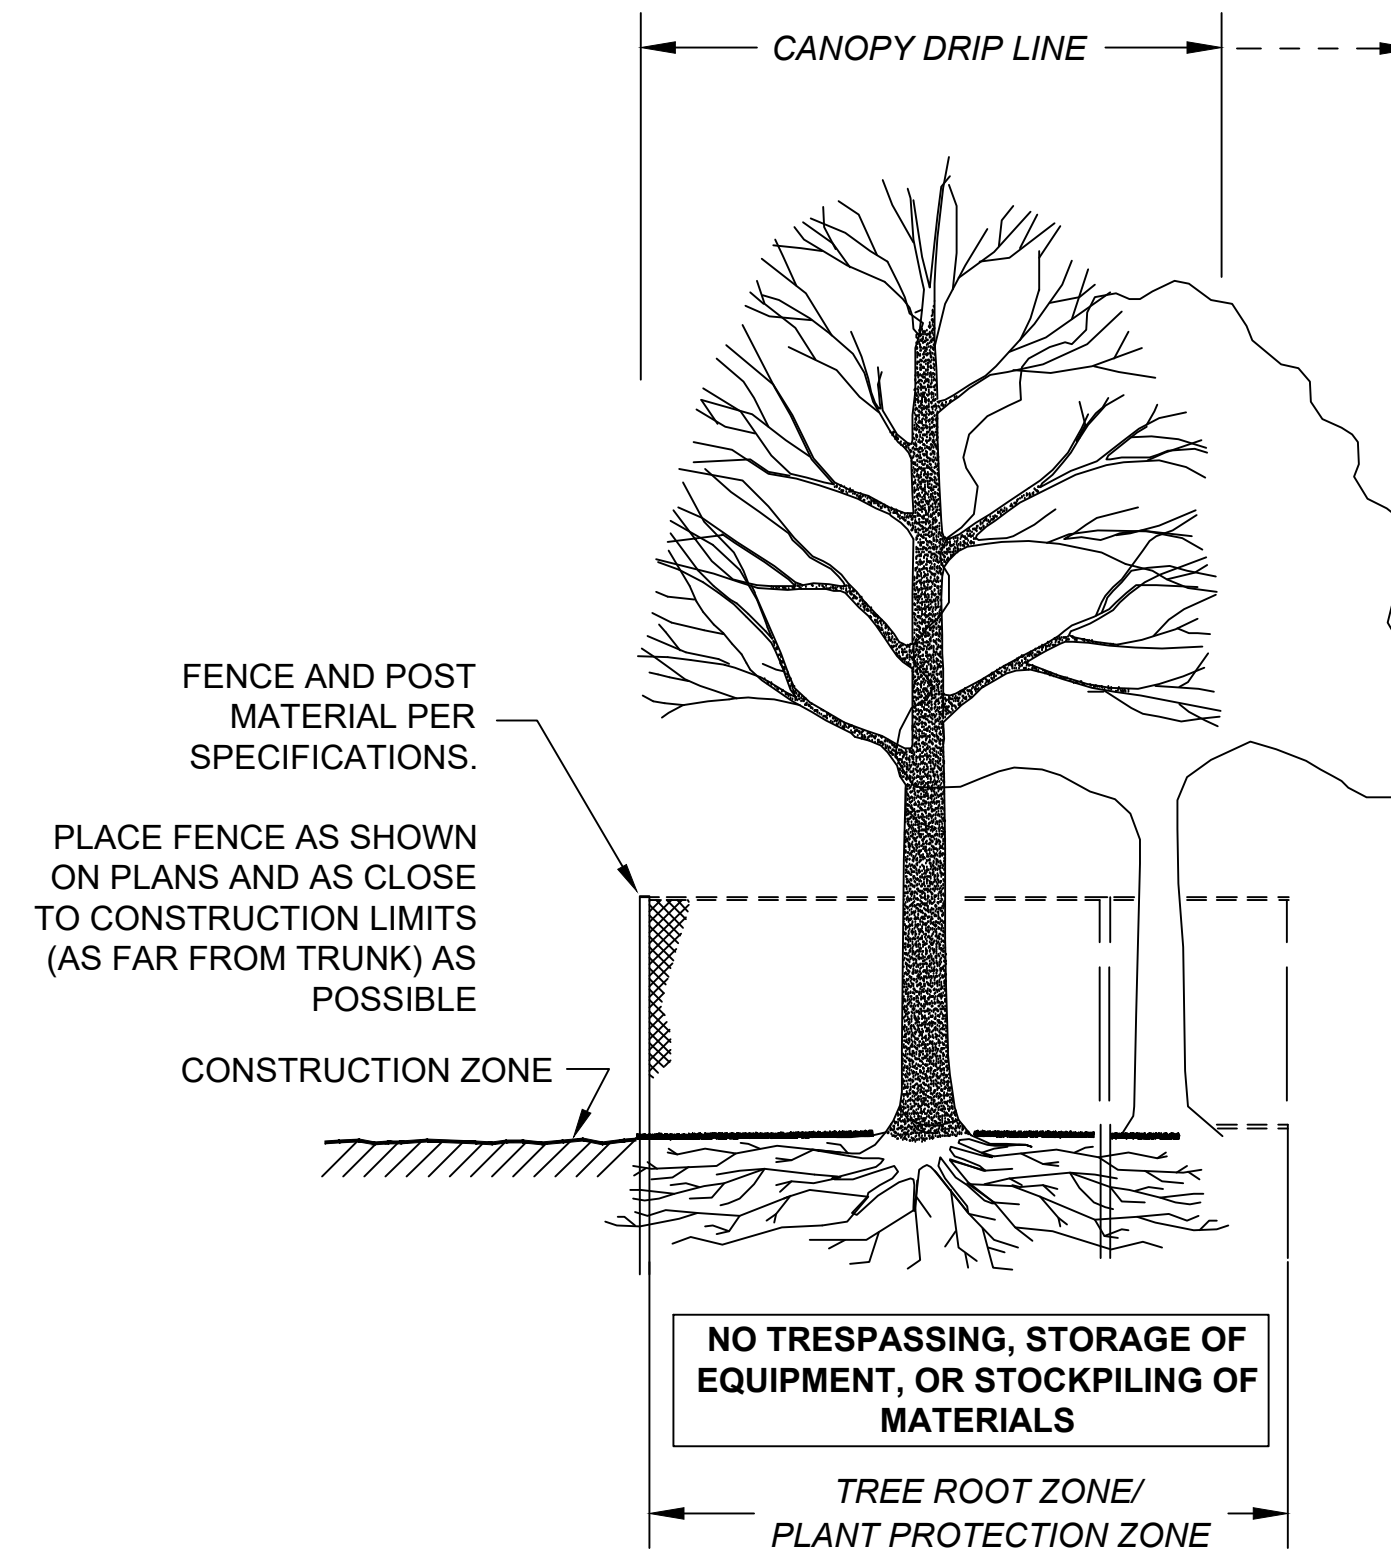 CANOPY DRIP LINE
FENCE AND POST
MATERIAL PER
SPECIFICATIONS.
PLACE FENCE AS SHOWN
ON PLANS AND AS CLOSE
TO CONSTRUCTION LIMITS
(AS FAR FROM TRUNK) AS
POSSIBLE
CONSTRUCTION ZONE
NO TRESPASSING, STORAGE OF
EQUIPMENT, OR STOCKPILING OF
MATERIALS
TREE ROOT ZONE/
PLANT PROTECTION ZONE